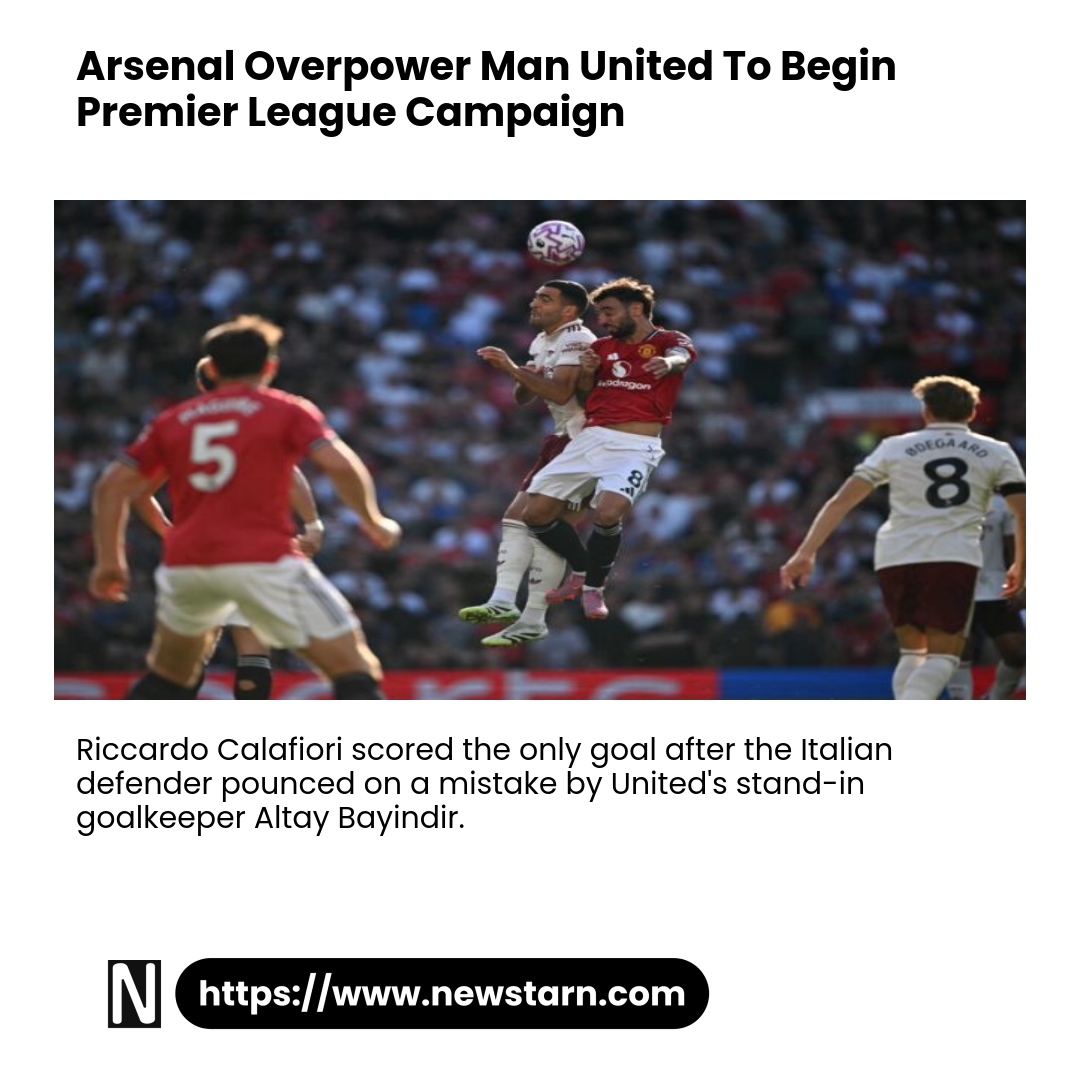 Arsenal Overpower Man United To Begin
Premier League Campaign
8
ØDEGAARD
5
8
Riccardo Calafiori scored the only goal after the Italian
defender pounced on a mistake by United's stand-in
goalkeeper Altay Bayindir.
N
https://www.newstarn.com